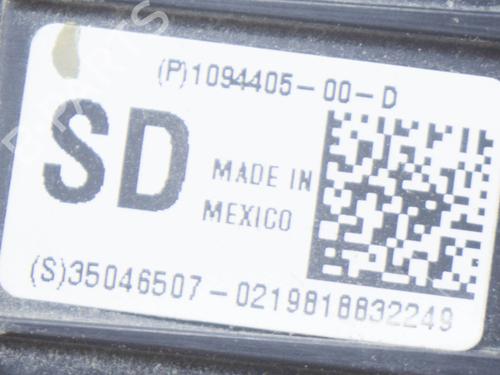 (P)1094405-00-D
SD
MADE IN
MEXICO
(S)35046507-0219818832249